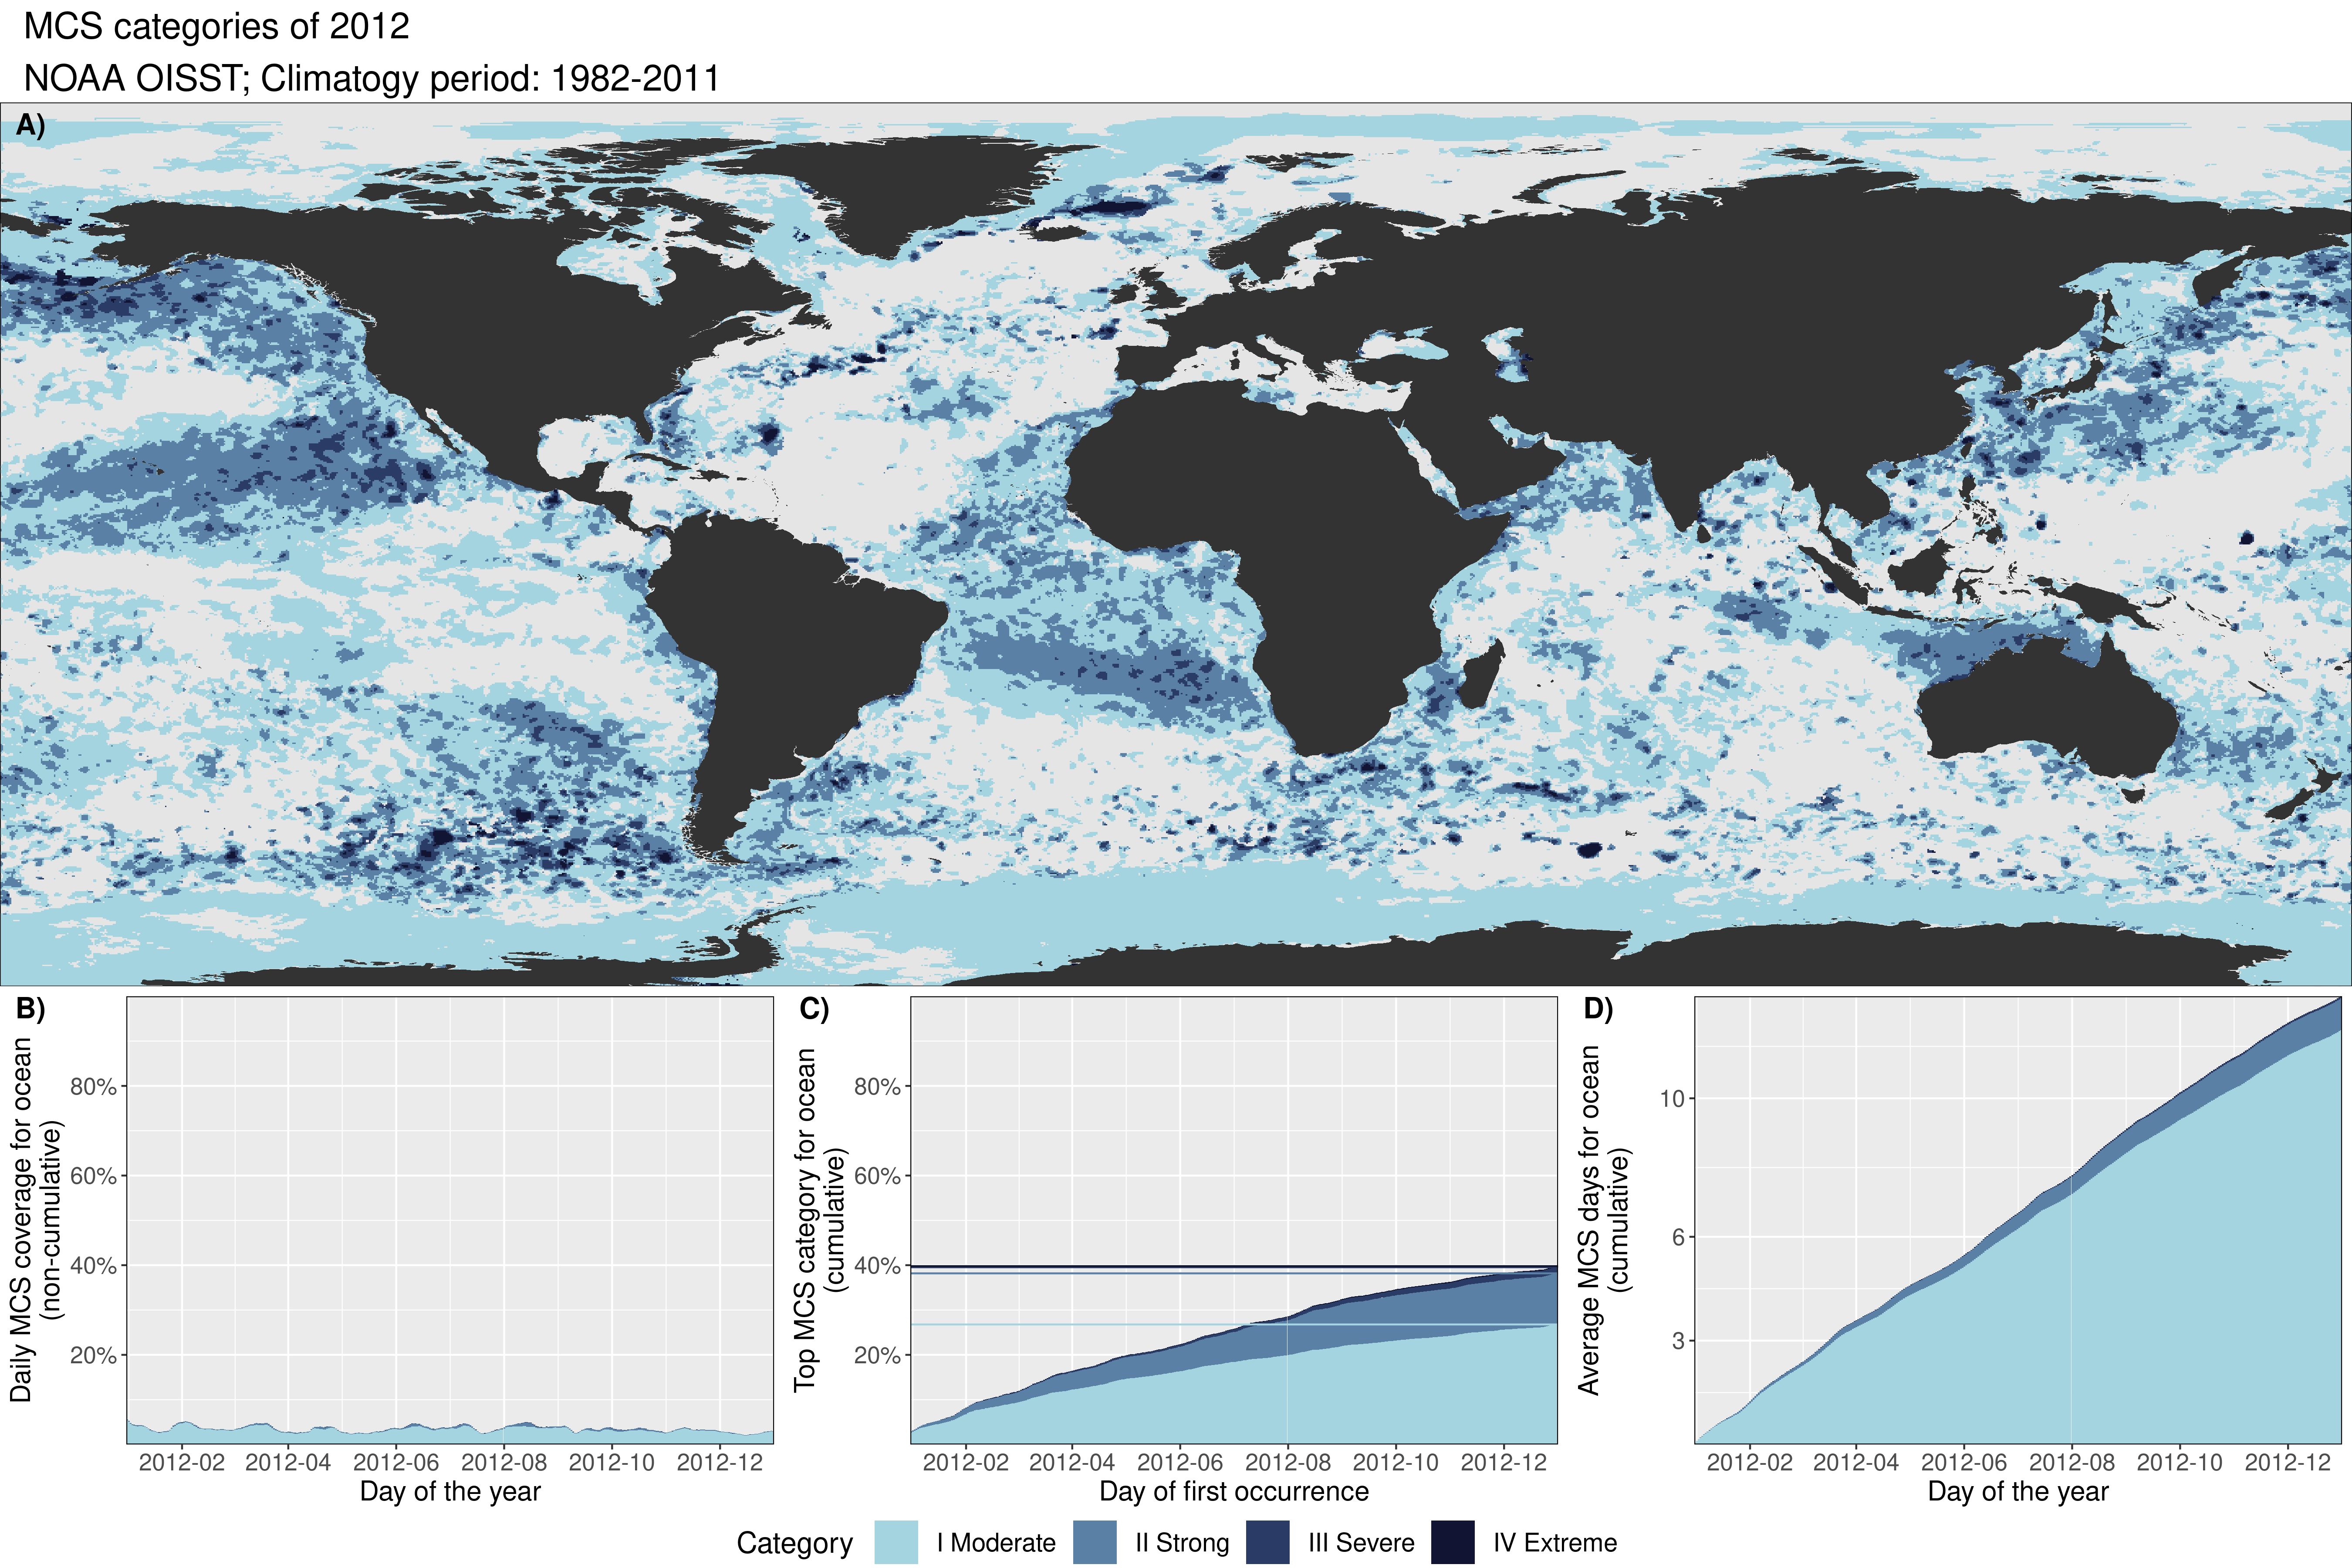 MCS categories of 2012
NOAA OISST; Climatogy period: 1982-2011
A)
B)
Daily MCS coverage for ocean
(non-cumulative)
80%
60%
40%
20%
2012-02 2012-04 2012-06 2012-08 2012-10 2012-12
Day of the year
C)
Top MCS category for ocean
(cumulative)
80%
60%
40%
20%
2012-02 2012-04 2012-06 2012-08 2012-10 2012-12
Day of first occurrence
D)
Average MCS days for ocean
(cumulative)
10
6
3
2012-02 2012-04 2012-06 2012-08 2012-10 2012-12
Day of the year
Category I Moderate II Strong III Severe IV Extreme